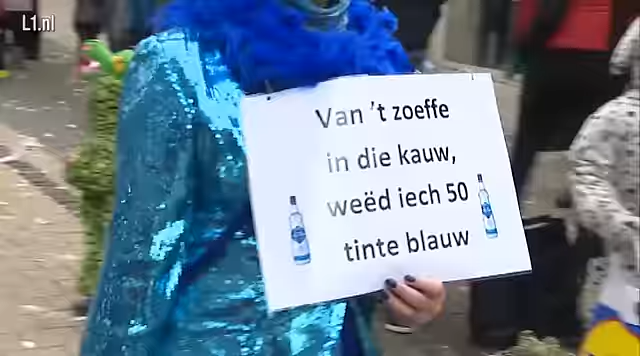 L1.nl
Van 't zoeffe
in die kauw,
weëd iech 50
tinte blauw